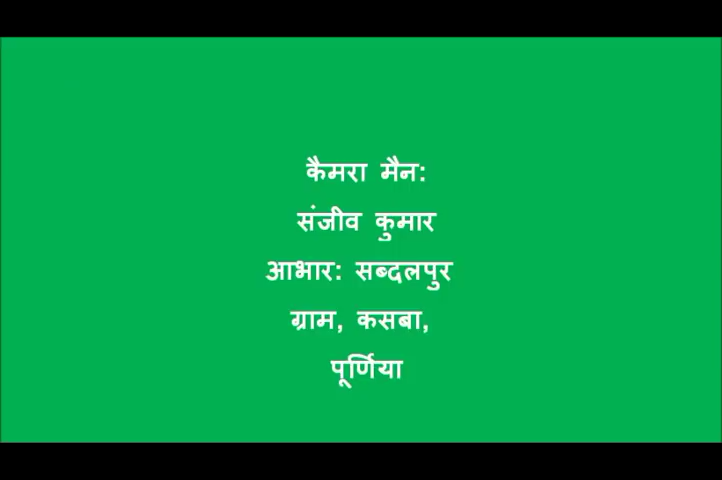 कैमरा मैन:
संजीव कुमार
आभार: सब्दलपुर
ग्राम, कसबा,
पूर्णिया